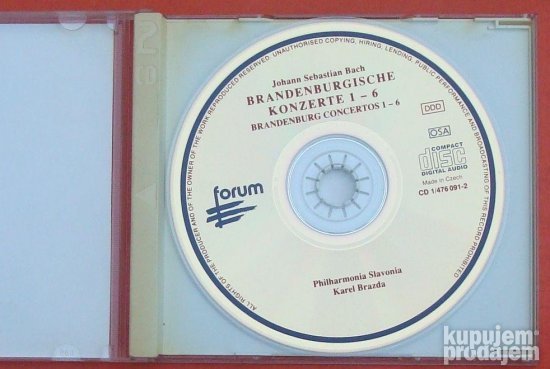 Johann Sebastian Bach
BRANDENBURGISCHE
KONZERTE 1 – 6
BRANDENBURG CONCERTOS 1 – 6
DDD
OSA
COMPACT
disc
DIGITAL AUDIO
Made in Czech
CD 1/476 091-2
forum
Philharmonia Slavonia
Karel Brazda
ALL RIGHTS OF THE PRODUCER AND OF THE OWNER OF THE WORK REPRODUCED RESERVED. UNAUTHORISED COPYING, HIRING, LENDING, PUBLIC PERFORMANCE AND BROADCASTING OF THIS RECORD PROHIBITED
kupujem
prodajem